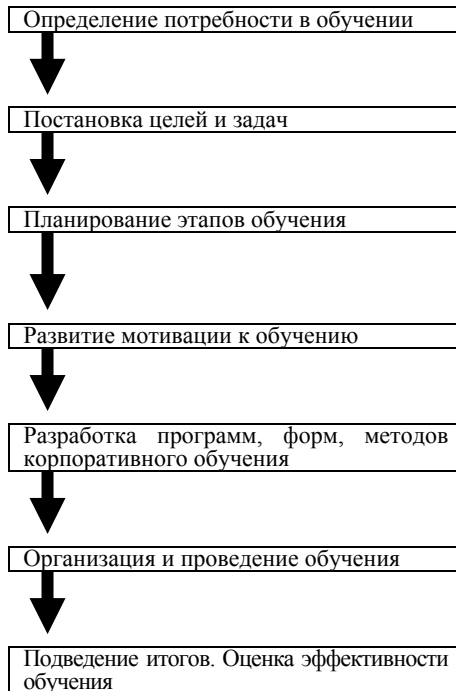 Определение потребности в обучении
Постановка целей и задач
Планирование этапов обучения
Развитие мотивации к обучению
Разработка программ, форм, методов
корпоративного обучения
Организация и проведение обучения
Подведение итогов. Оценка эффективности
обучения